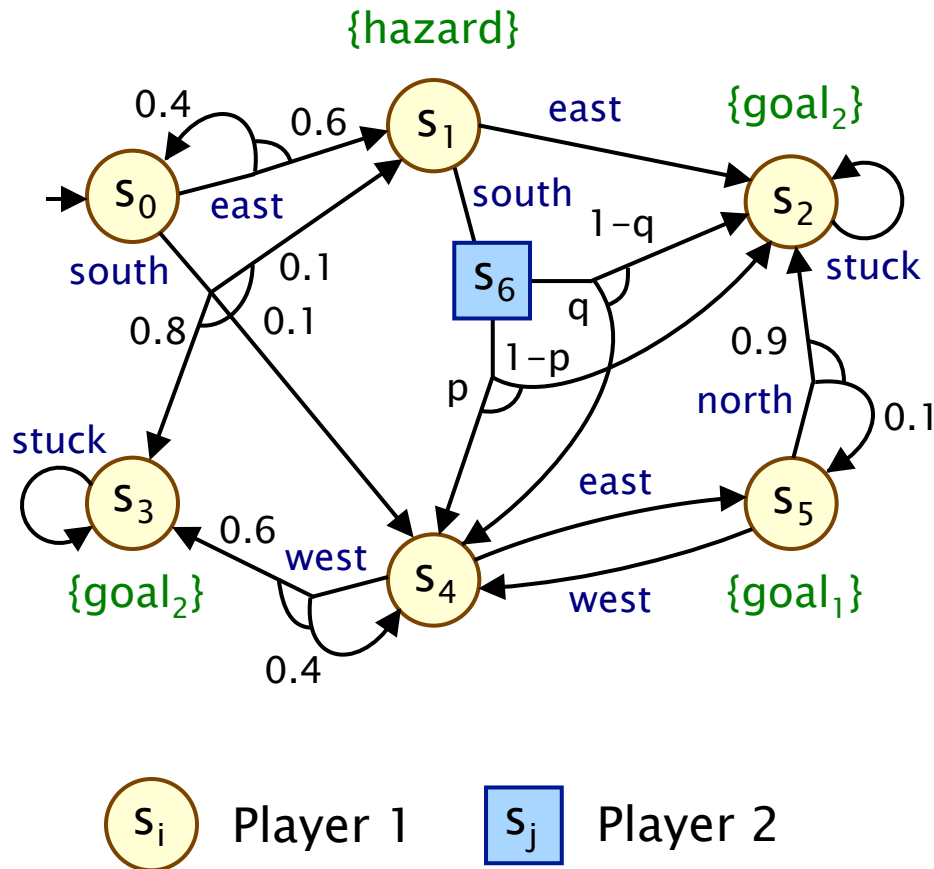 {hazard}
0.4
0.6
s₁
east
{goal₂}
s₀
east
south
s₂
1–q
south
0.1
s₆
stuck
q
0.8
0.1
1–p
0.9
p
north
0.1
stuck
east
s₃
s₅
0.6
west
s₄
{goal₂}
west
{goal₁}
0.4
sᵢ Player 1
sⱼ Player 2